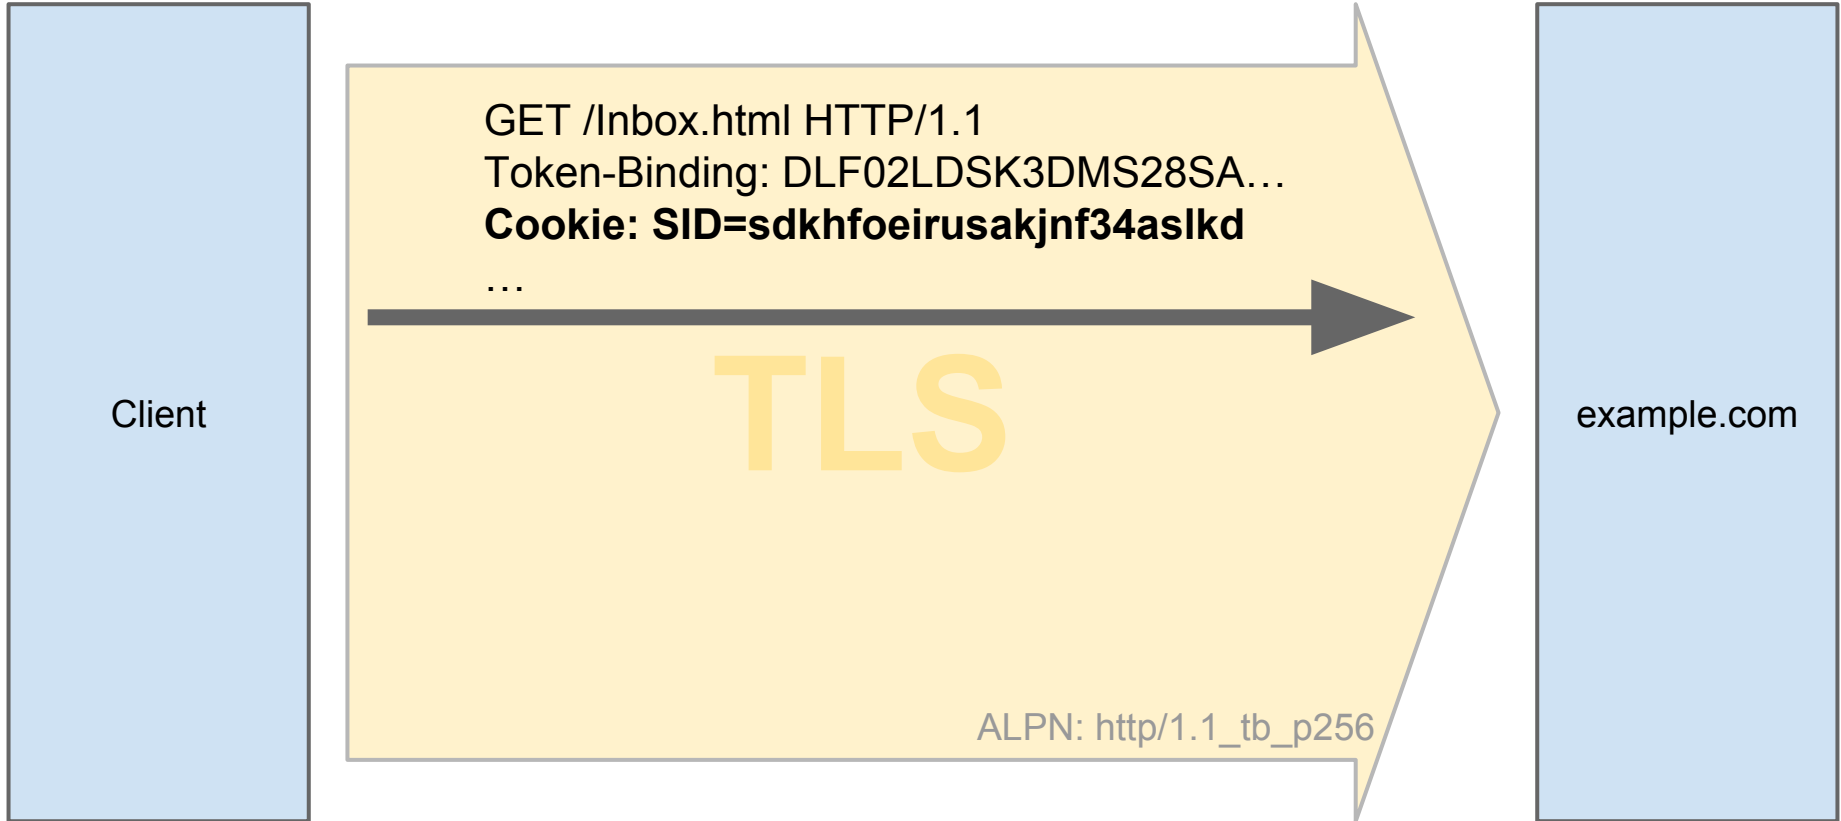 GET /Inbox.html HTTP/1.1
Token-Binding: DLF02LDSK3DMS28SA…
Cookie: SID=sdkhfoeirusakjnf34aslkd
…
TLS
Client
example.com
ALPN: http/1.1_tb_p256